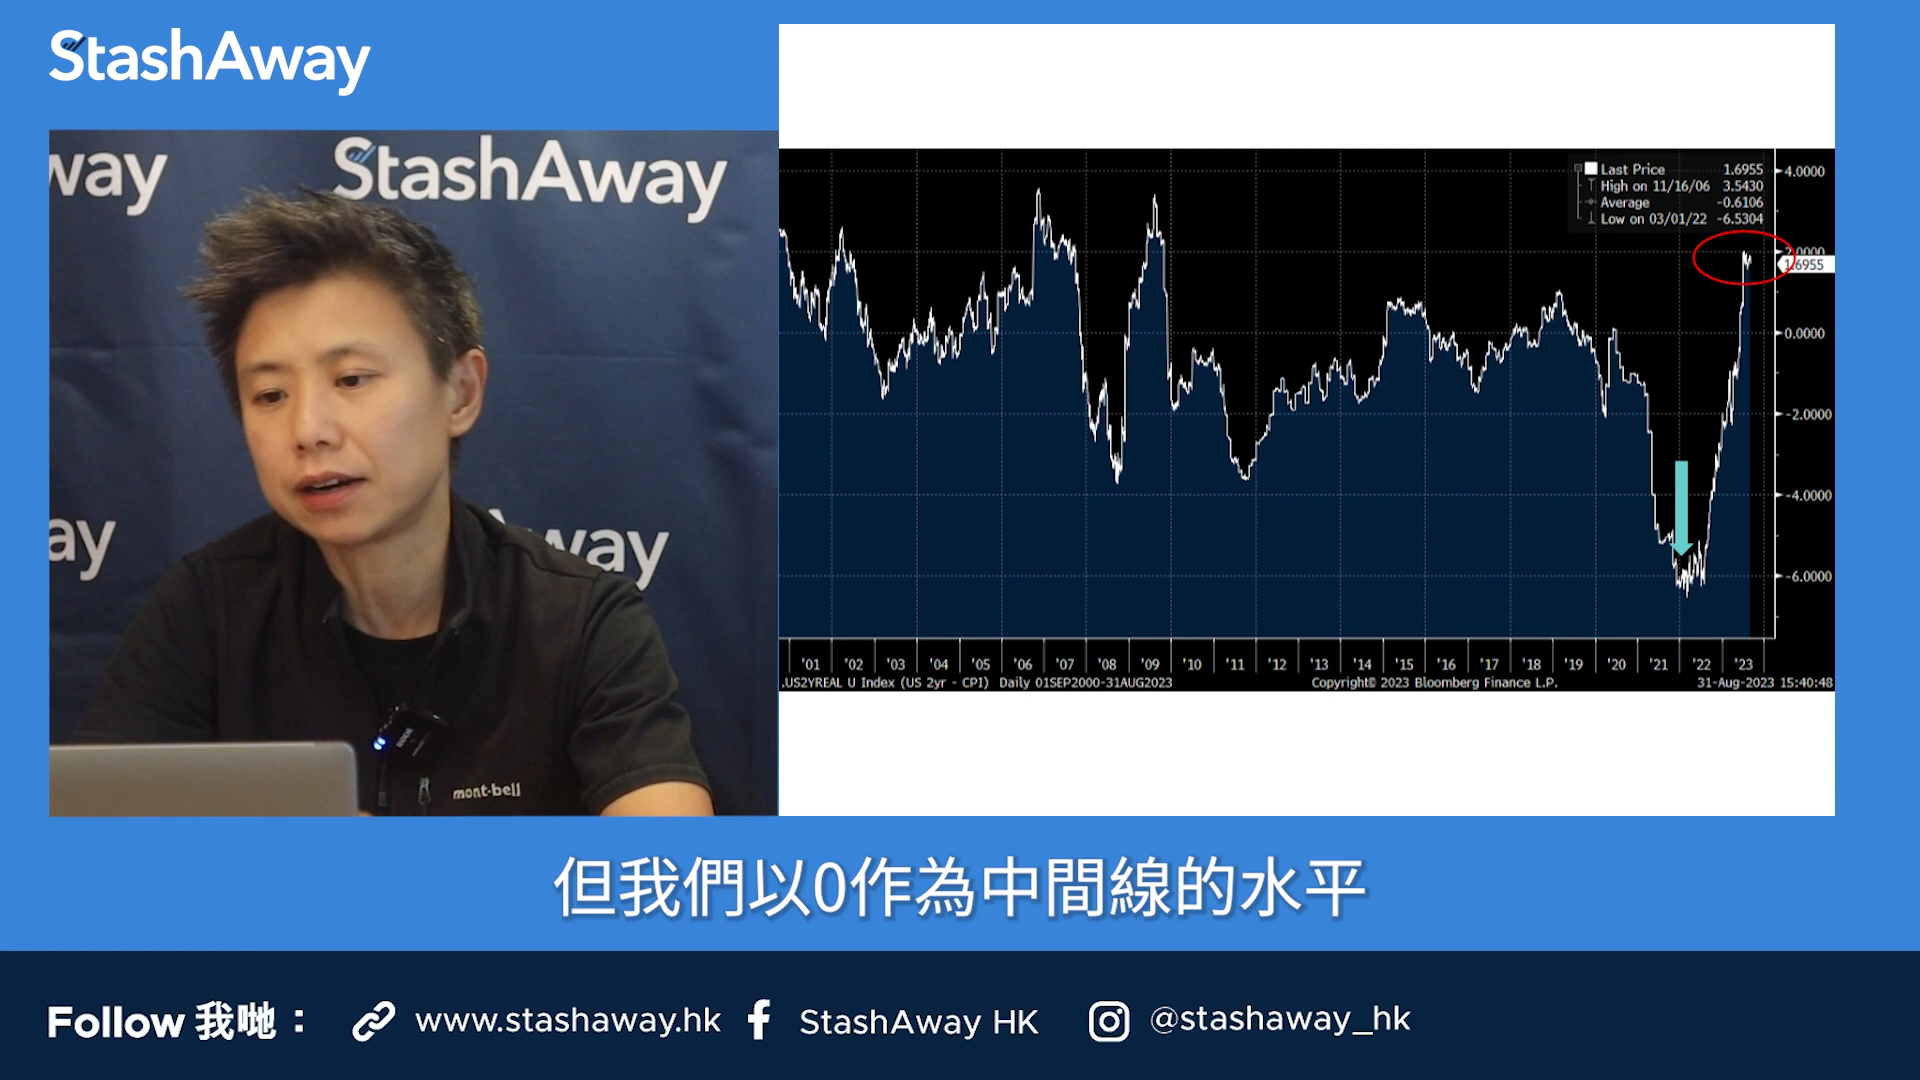 StashAway
way
StashAway
ay
way
mont-bell
Last Price 1.6955
High on 11/16/06 3.5430
Average -0.6106
Low on 03/01/22 -6.5304
4.0000
2.0000
1.6955
0.0000
-2.0000
-4.0000
-6.0000
'01 '02 '03 '04 '05 '06 '07 '08 '09 '10 '11 '12 '13 '14 '15 '16 '17 '18 '19 '20 '21 '22 '23
.US2YREAL U Index (US 2yr - CPI) Daily 01SEP2000-31AUG2023 Copyright© 2023 Bloomberg Finance L.P. 31-Aug-2023 15:40:48
但我們以0作為中間線的水平
Follow 我哋： www.stashaway.hk StashAway HK @stashaway_hk